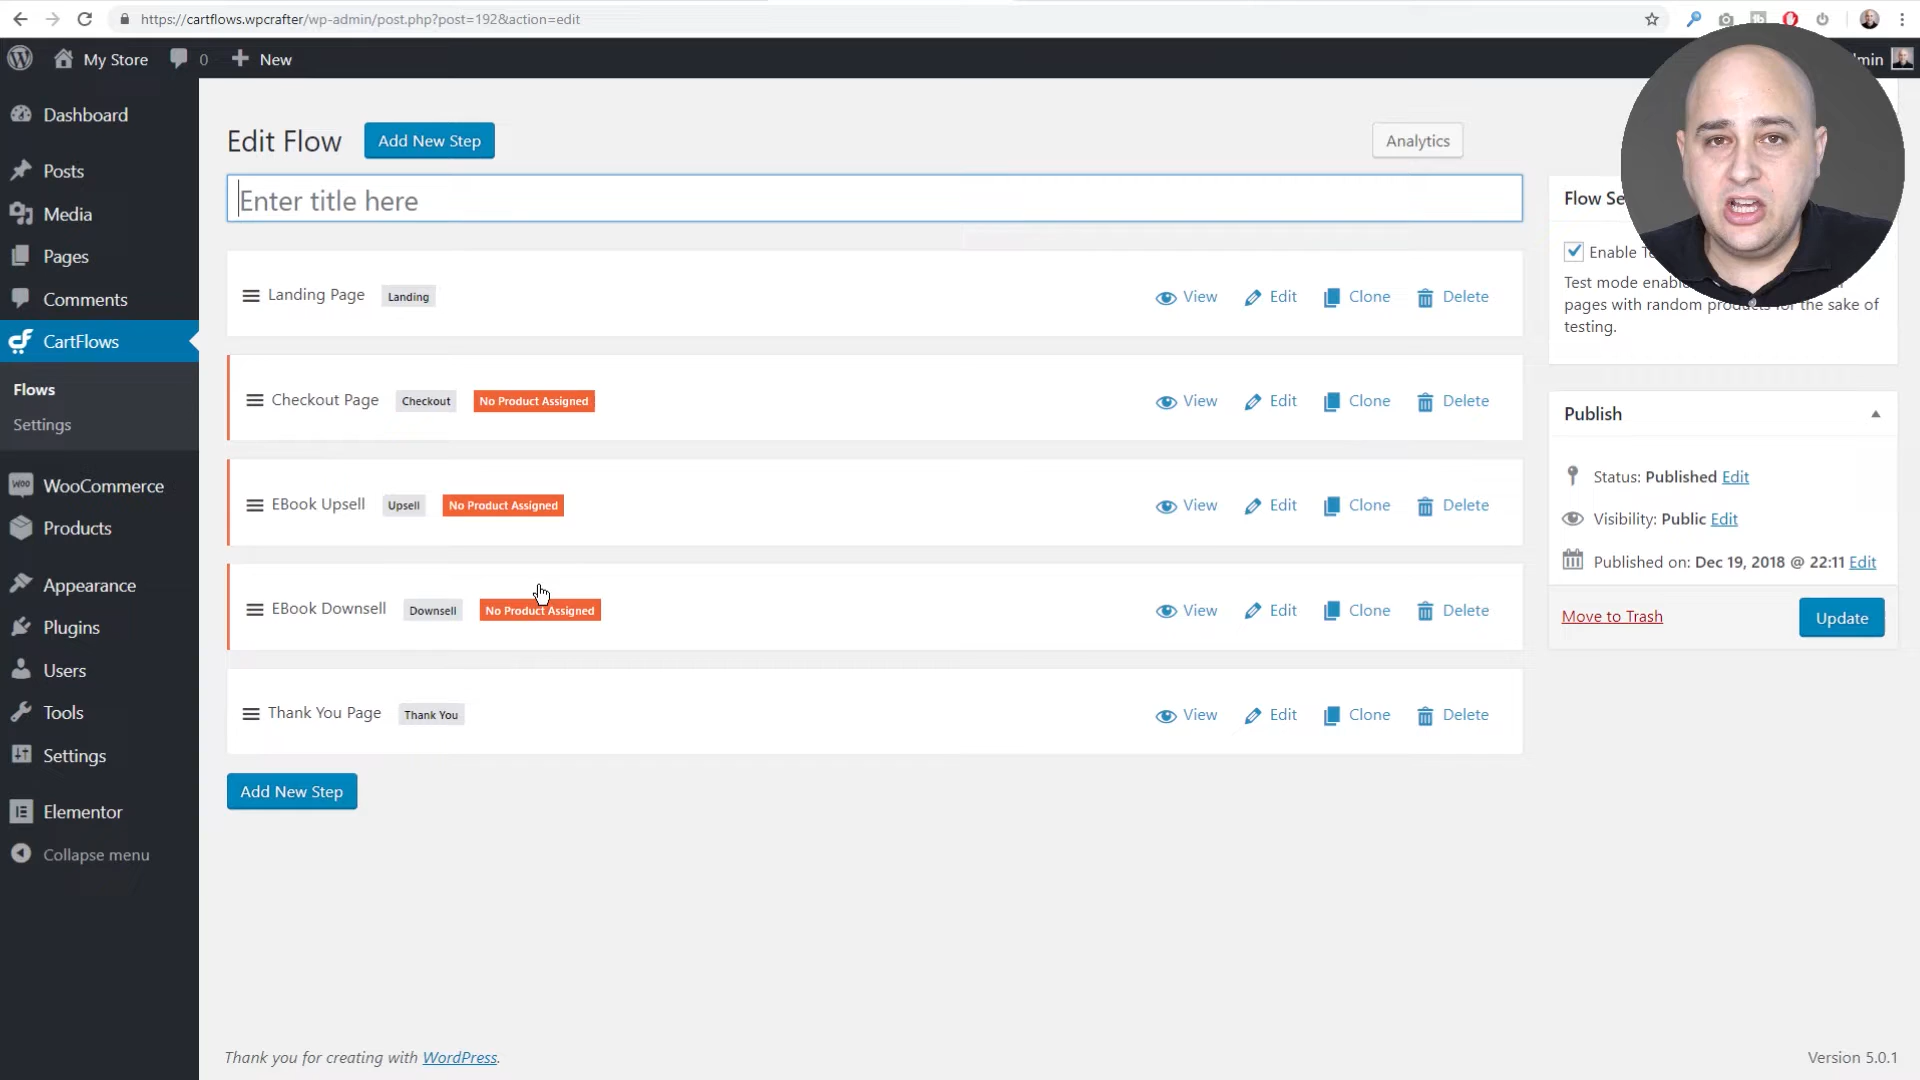 https://cartflows.wpcrafter/wp-admin/post.php?post=192&action=edit
My Store
0
New
min
Dashboard
Posts
Media
Pages
Comments
CartFlows
Flows
Settings
WooCommerce
Products
Appearance
Plugins
Users
Tools
Settings
Elementor
Collapse menu
Edit Flow
Add New Step
Analytics
Enter title here
Landing Page Landing View Edit Clone Delete
Checkout Page Checkout No Product Assigned View Edit Clone Delete
EBook Upsell Upsell No Product Assigned View Edit Clone Delete
EBook Downsell Downsell No Product Assigned View Edit Clone Delete
Thank You Page Thank You View Edit Clone Delete
Add New Step
Flow Se
Enable
Test mode
pages with random products for the sake of
testing.
Publish
Status: Published Edit
Visibility: Public Edit
Published on: Dec 19, 2018 @ 22:11 Edit
Move to Trash
Update
Thank you for creating with WordPress.
Version 5.0.1